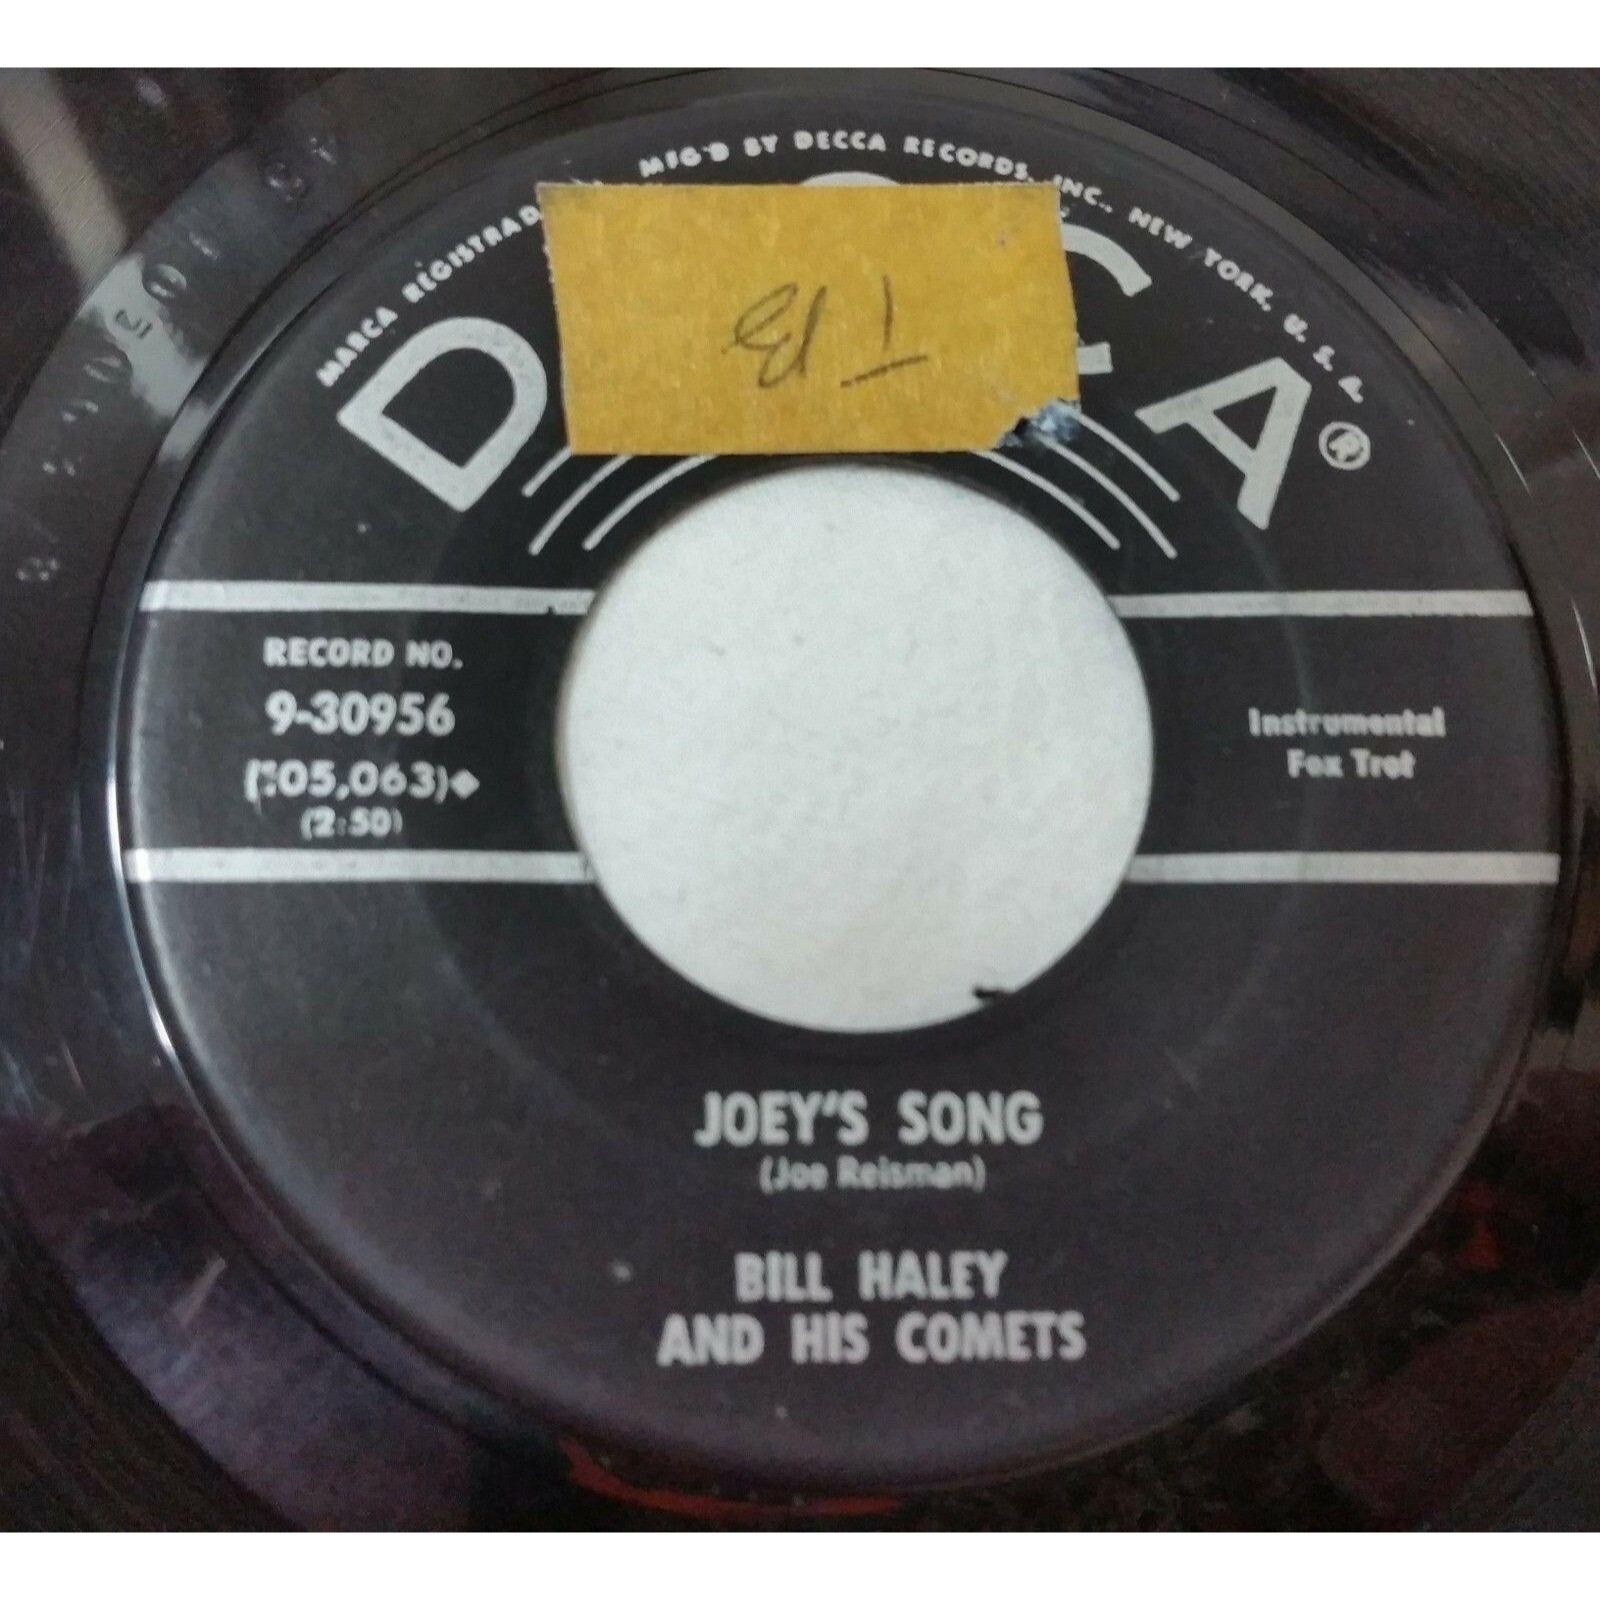 MARCA REGISTRADA MFG'D BY DECCA RECORDS, INC., NEW YORK, U. S. A.
DECCA®
RECORD NO.
9-30956
(105,063)◆
(2:50)
Instrumental
Fox Trot
JOEY'S SONG
(Joe Reisman)
BILL HALEY
AND HIS COMETS